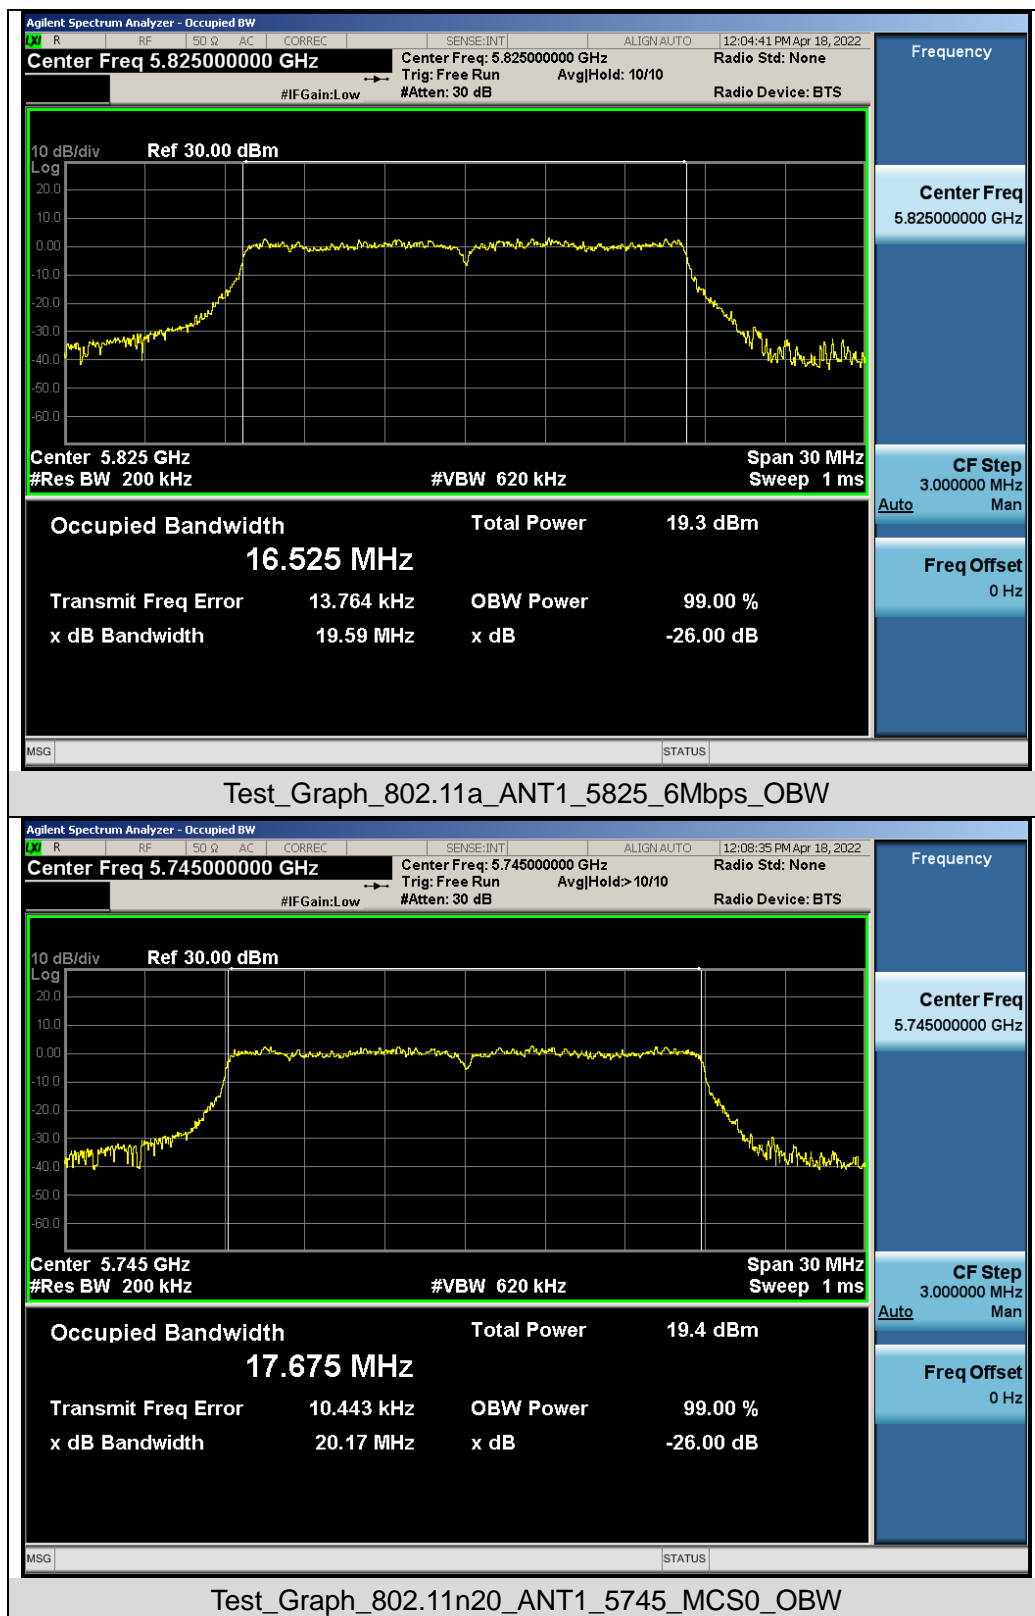 Agilent Spectrum Analyzer - Occupied BW
LXI R RF 50 Ω AC CORREC SENSE:INT ALIGN AUTO 12:04:41 PM Apr 18, 2022
Center Freq 5.825000000 GHz
Center Freq: 5.825000000 GHz
Radio Std: None
Trig: Free Run Avg|Hold: 10/10
#IFGain:Low #Atten: 30 dB
Radio Device: BTS
10 dB/div Ref 30.00 dBm
Log
20.0
10.0
0.00
-10.0
-20.0
-30.0
-40.0
-50.0
-60.0
Center 5.825 GHz Span 30 MHz
#Res BW 200 kHz #VBW 620 kHz Sweep 1 ms
Occupied Bandwidth Total Power 19.3 dBm
16.525 MHz
Transmit Freq Error 13.764 kHz OBW Power 99.00 %
x dB Bandwidth 19.59 MHz x dB -26.00 dB
MSG STATUS
Frequency
Center Freq
5.825000000 GHz
CF Step
3.000000 MHz
Auto Man
Freq Offset
0 Hz
Test_Graph_802.11a_ANT1_5825_6Mbps_OBW
Agilent Spectrum Analyzer - Occupied BW
LXI R RF 50 Ω AC CORREC SENSE:INT ALIGN AUTO 12:08:35 PM Apr 18, 2022
Center Freq 5.745000000 GHz
Center Freq: 5.745000000 GHz
Radio Std: None
Trig: Free Run Avg|Hold:>10/10
#IFGain:Low #Atten: 30 dB
Radio Device: BTS
10 dB/div Ref 30.00 dBm
Log
20.0
10.0
0.00
-10.0
-20.0
-30.0
-40.0
-50.0
-60.0
Center 5.745 GHz Span 30 MHz
#Res BW 200 kHz #VBW 620 kHz Sweep 1 ms
Occupied Bandwidth Total Power 19.4 dBm
17.675 MHz
Transmit Freq Error 10.443 kHz OBW Power 99.00 %
x dB Bandwidth 20.17 MHz x dB -26.00 dB
MSG STATUS
Frequency
Center Freq
5.745000000 GHz
CF Step
3.000000 MHz
Auto Man
Freq Offset
0 Hz
Test_Graph_802.11n20_ANT1_5745_MCS0_OBW